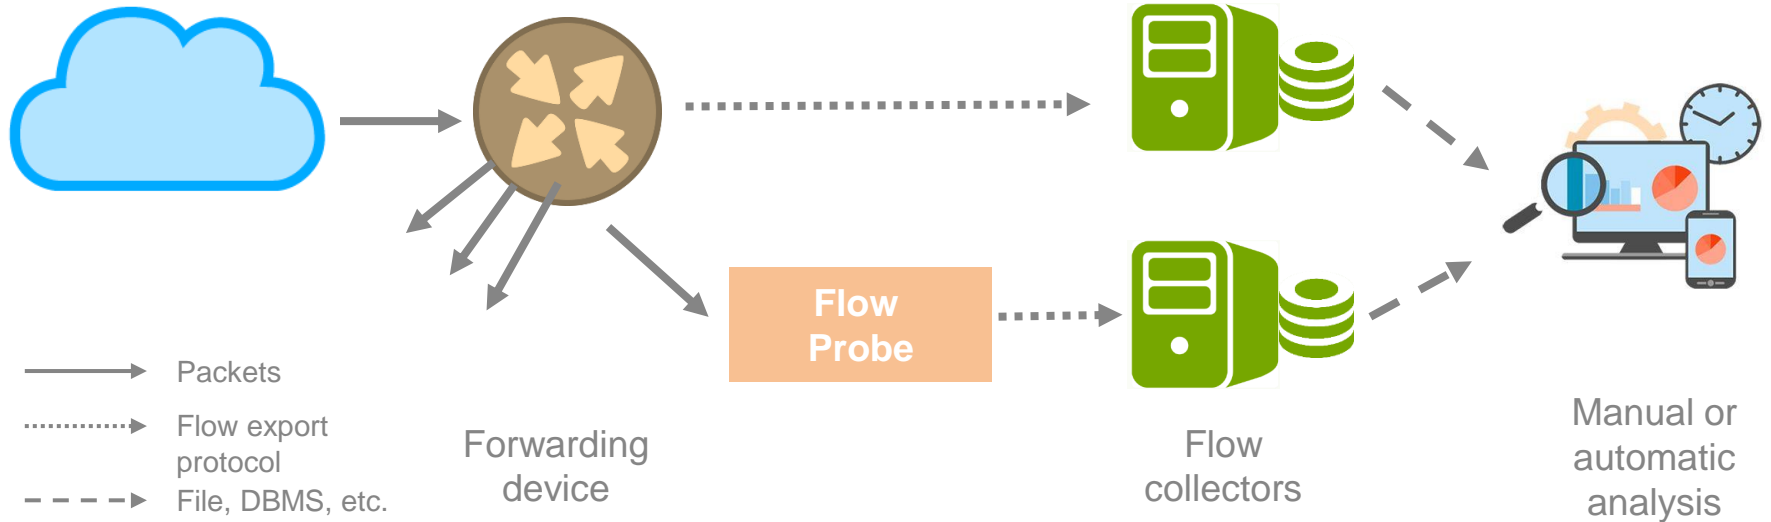 Flow
Probe
Packets
Flow export
protocol
File, DBMS, etc.
Forwarding
device
Flow
collectors
Manual or
automatic
analysis